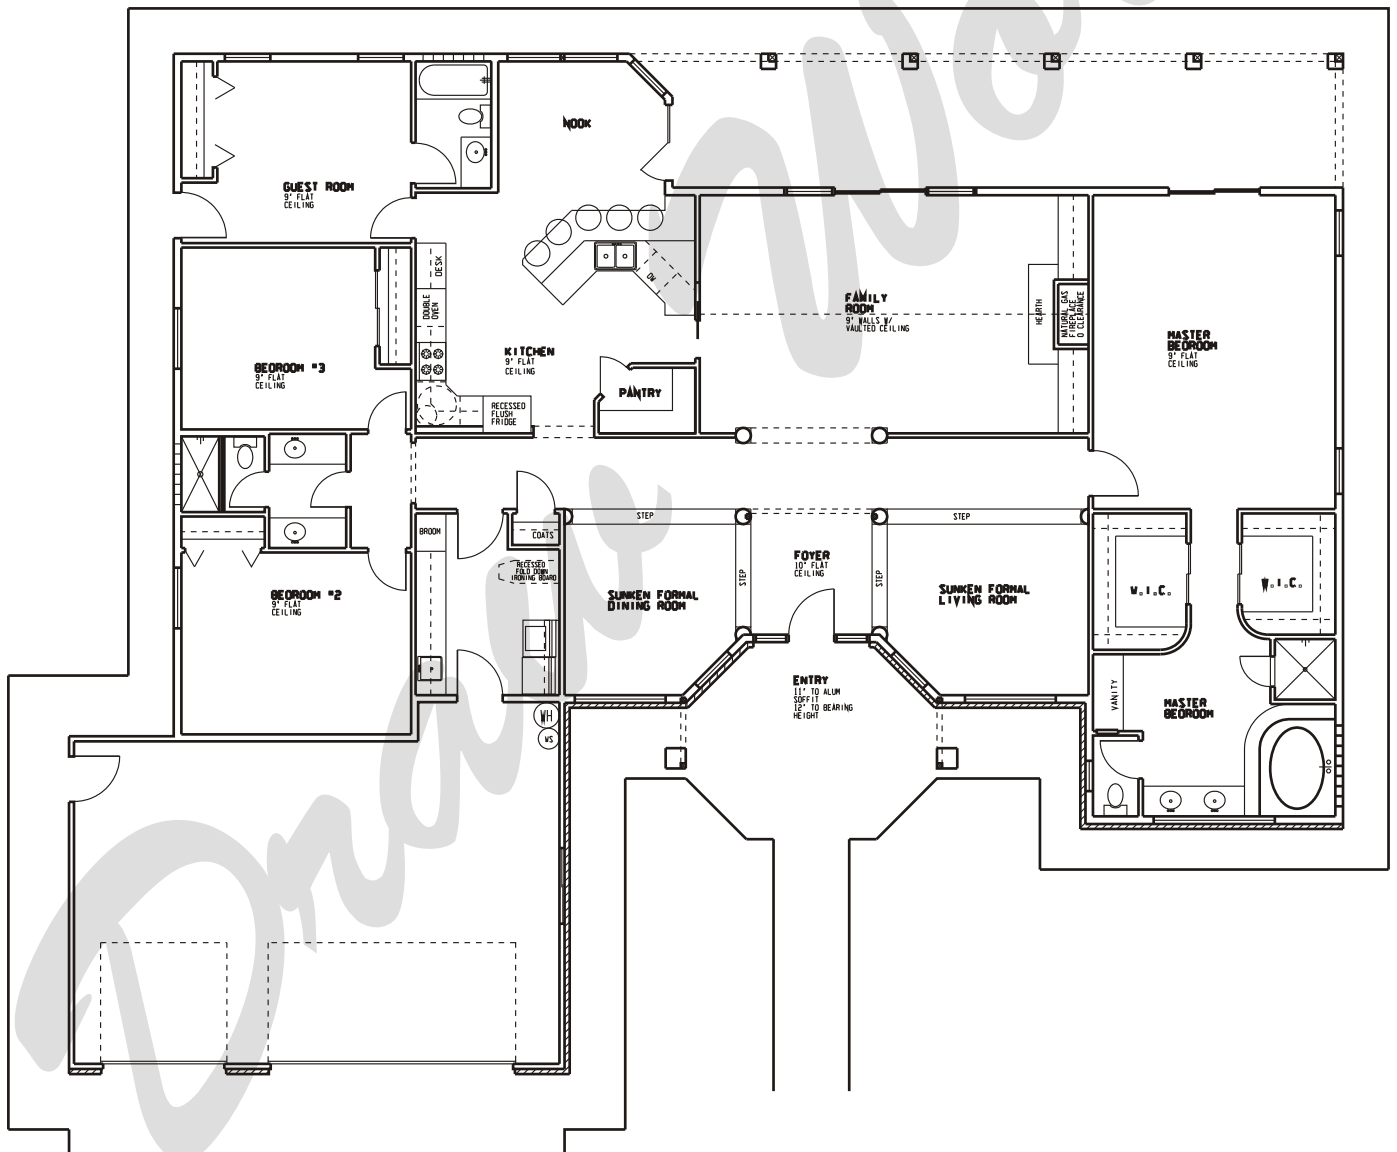 NOOK
GUEST ROOM
9' FLAT
CEILING
DESK
DOUBLE
OVEN
DW
FAMILY
ROOM
9' WALLS W/
VAULTED CEILING
HEARTH
NATURAL GAS
FIREPLACE
0 CLEARANCE
MASTER
BEDROOM
9' FLAT
CEILING
KITCHEN
9' FLAT
CEILING
BEDROOM #3
9' FLAT
CEILING
PANTRY
RECESSED
FLUSH
FRIDGE
BROOM
COATS
STEP
STEP
RECESSED
FOLD DOWN
IRONING BOARD
FOYER
10' FLAT
CEILING
STEP
STEP
BEDROOM #2
9' FLAT
CEILING
SUNKEN FORMAL
DINING ROOM
SUNKEN FORMAL
LIVING ROOM
W.I.C.
W.I.C.
ENTRY
11' TO ALUM
SOFFIT
12' TO BEARING
HEIGHT
VANITY
MASTER
BEDROOM
WH
WS
Draw Wo